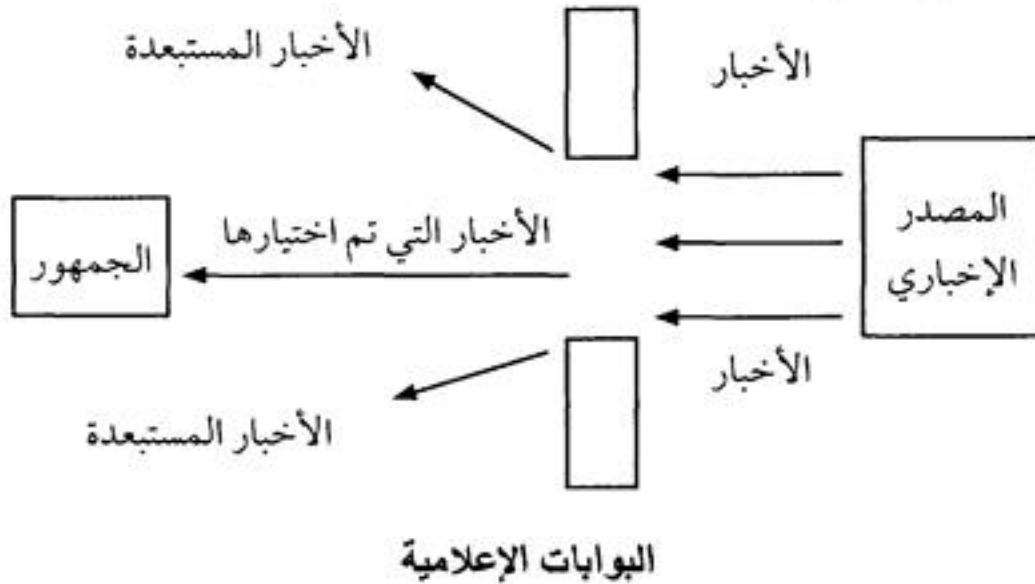 الأخبار
الأخبار المستبعدة
المصدر
الإخباري
الأخبار التي تم اختيارها
الجمهور
الأخبار
الأخبار المستبعدة
البوابات الإعلامية